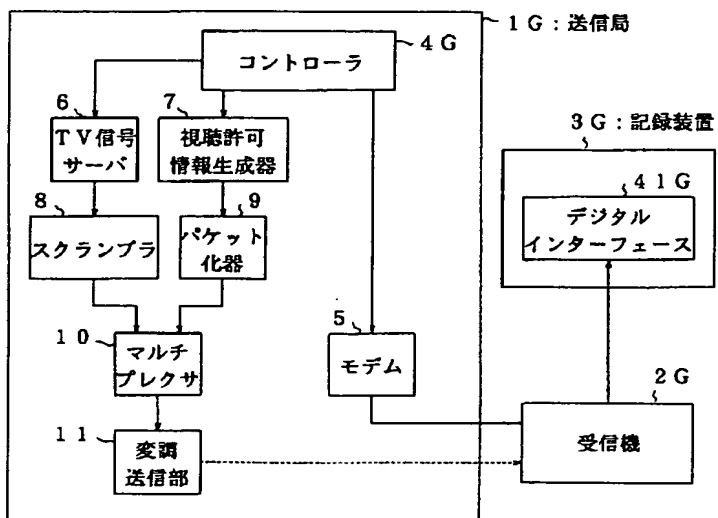 1G:送信局
4G
コントローラ
6
7
TV信号
サーバ
視聴許可
情報生成器
3G:記録装置
41G
デジタル
インターフェース
8
9
スクランブラ
パケット
化器
10
5
マルチ
プレクサ
モデム
2G
11
変調
送信部
受信機